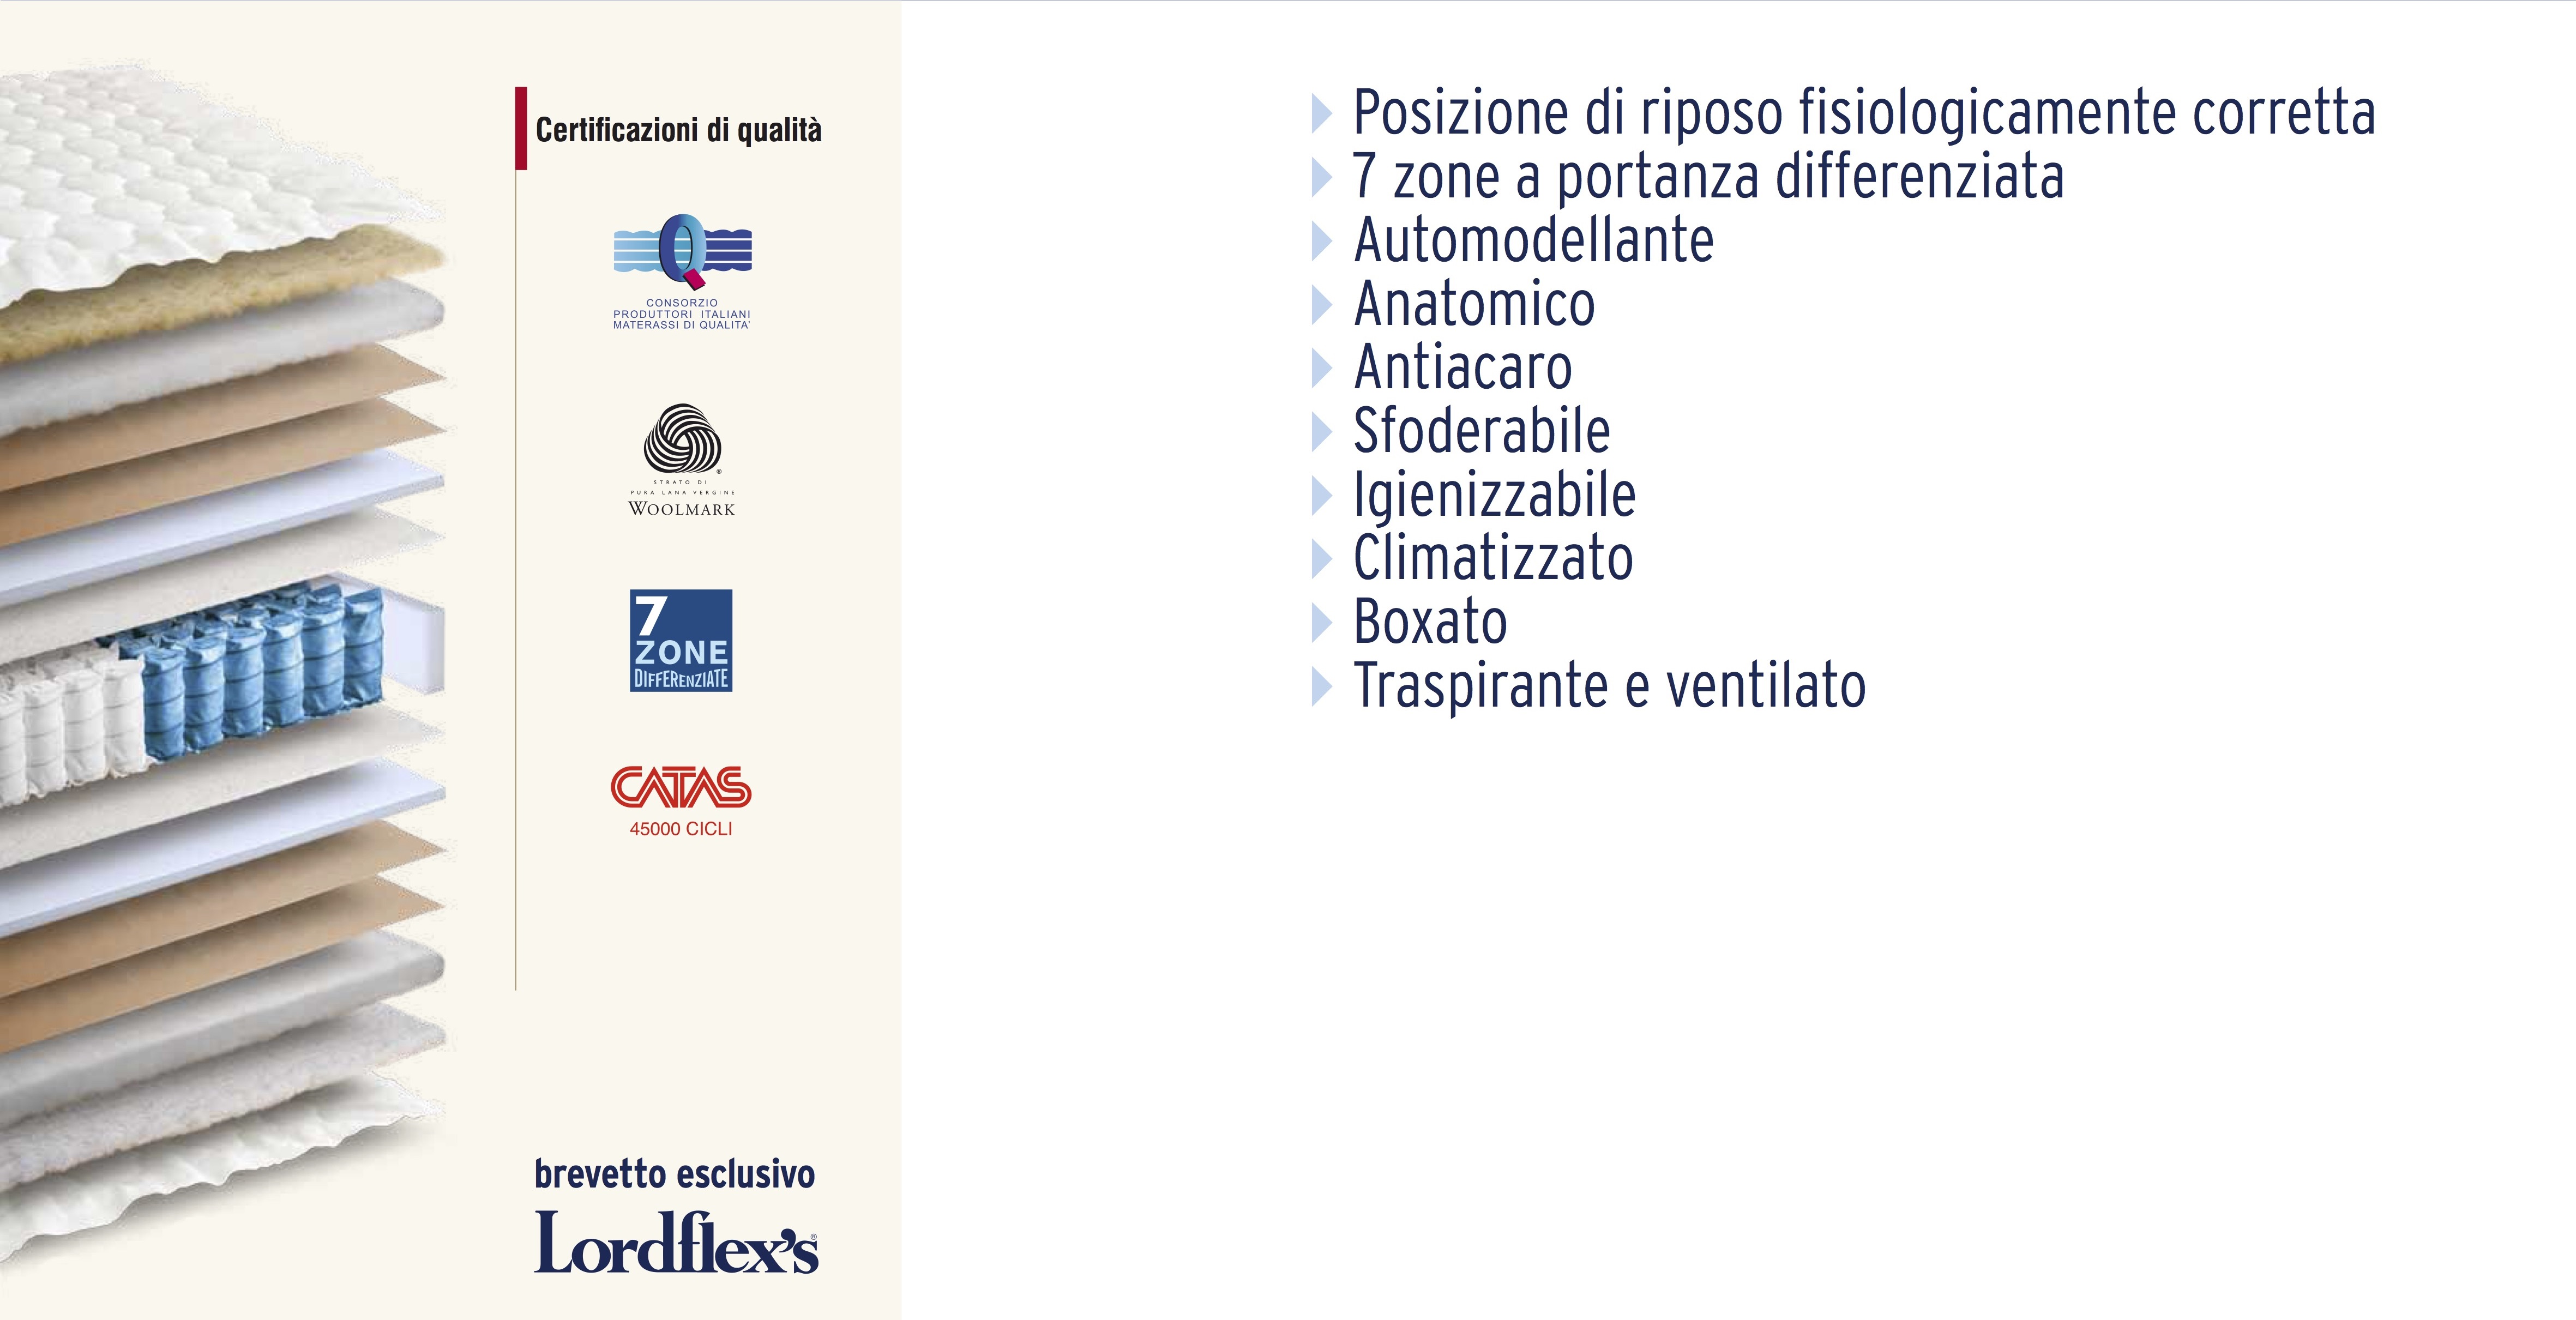 Certificazioni di qualità
CONSORZIO
PRODUTTORI ITALIANI
MATERASSI DI QUALITA'
STRATO DI
PURA LANA VERGINE
WOOLMARK
7
ZONE
DIFFERENZIATE
CATAS
45000 CICLI
brevetto esclusivo
Lordflex's®
Posizione di riposo fisiologicamente corretta
7 zone a portanza differenziata
Automodellante
Anatomico
Antiacaro
Sfoderabile
Igienizzabile
Climatizzato
Boxato
Traspirante e ventilato